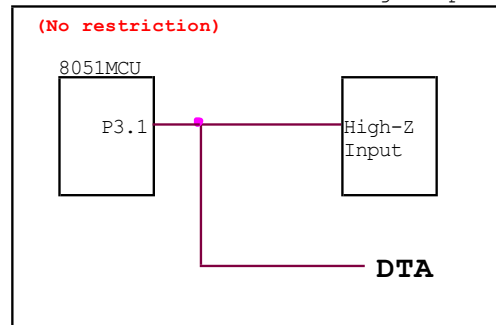 (No restriction)
8051MCU
P3.1
High-Z
Input
DTA